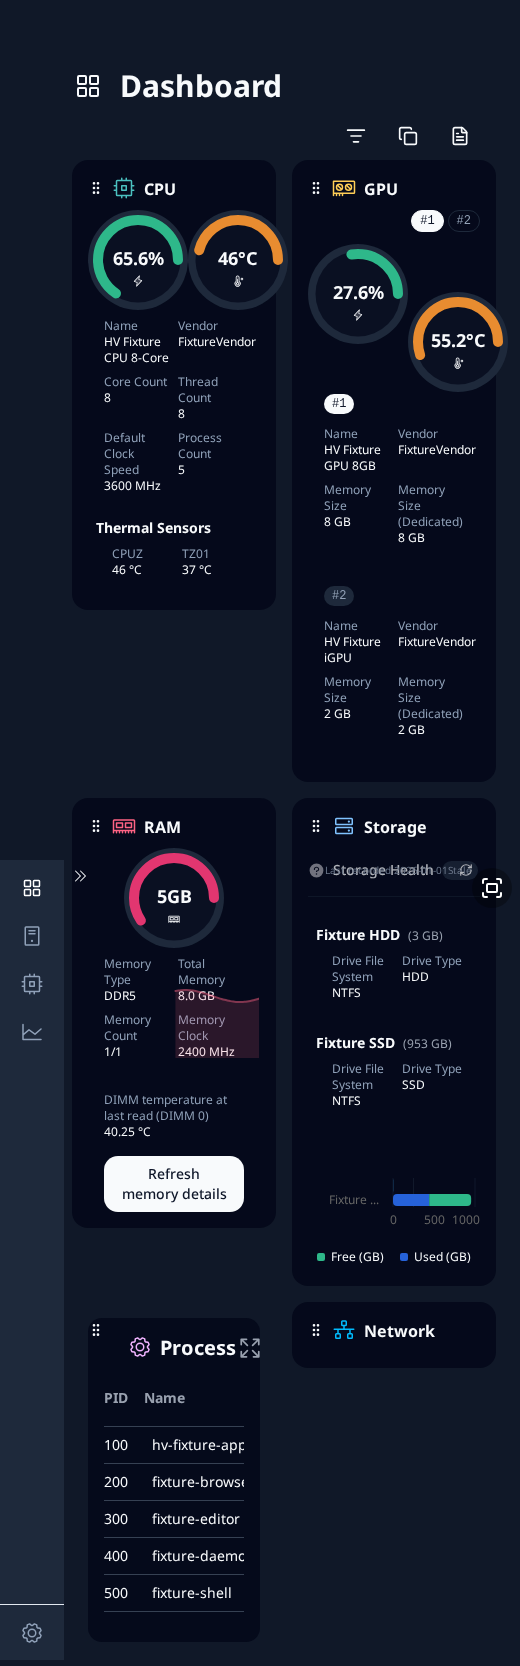 Dashboard
CPU
65.6%
46°C
Name
HV Fixture
CPU 8-Core
Vendor
FixtureVendor
Core Count
8
Thread
Count
8
Default
Clock
Speed
3600 MHz
Process
Count
5
Thermal Sensors
CPUZ
46 °C
TZ01
37 °C
GPU
#1
#2
27.6%
55.2°C
#1
Name
HV Fixture
GPU 8GB
Vendor
FixtureVendor
Memory
Size
8 GB
Memory
Size
(Dedicated)
8 GB
#2
Name
HV Fixture
iGPU
Vendor
FixtureVendor
Memory
Size
2 GB
Memory
Size
(Dedicated)
2 GB
RAM
5GB
Memory
Type
DDR5
Total
Memory
8.0 GB
Memory
Count
1/1
Memory
Clock
2400 MHz
DIMM temperature at
last read (DIMM 0)
40.25 °C
Refresh
memory details
Storage
Storage Health
Fixture HDD (3 GB)
Drive File
System
NTFS
Drive Type
HDD
Fixture SSD (953 GB)
Drive File
System
NTFS
Drive Type
SSD
Fixture ...
0 500 1000
Free (GB) Used (GB)
Process
PID Name
100 hv-fixture-app
200 fixture-browse
300 fixture-editor
400 fixture-daemo
500 fixture-shell
Network